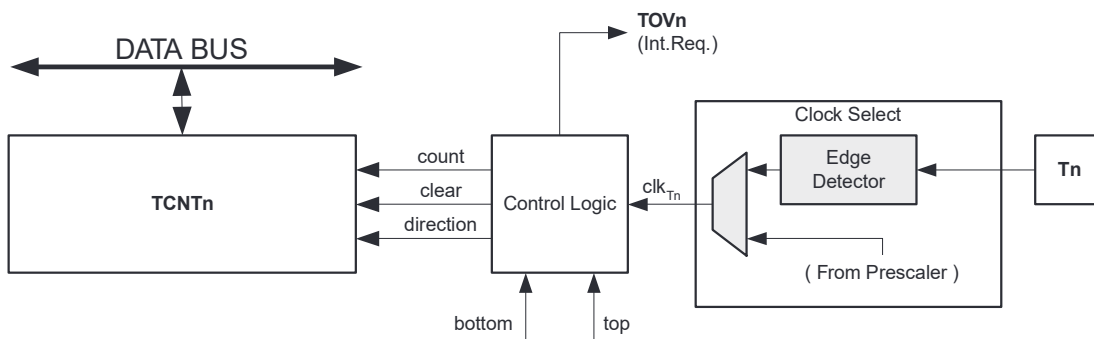 TOVn
(Int.Req.)
DATA BUS
Clock Select
count
clear
direction
TCNTn
Control Logic
clkTn
Edge
Detector
Tn
( From Prescaler )
bottom
top